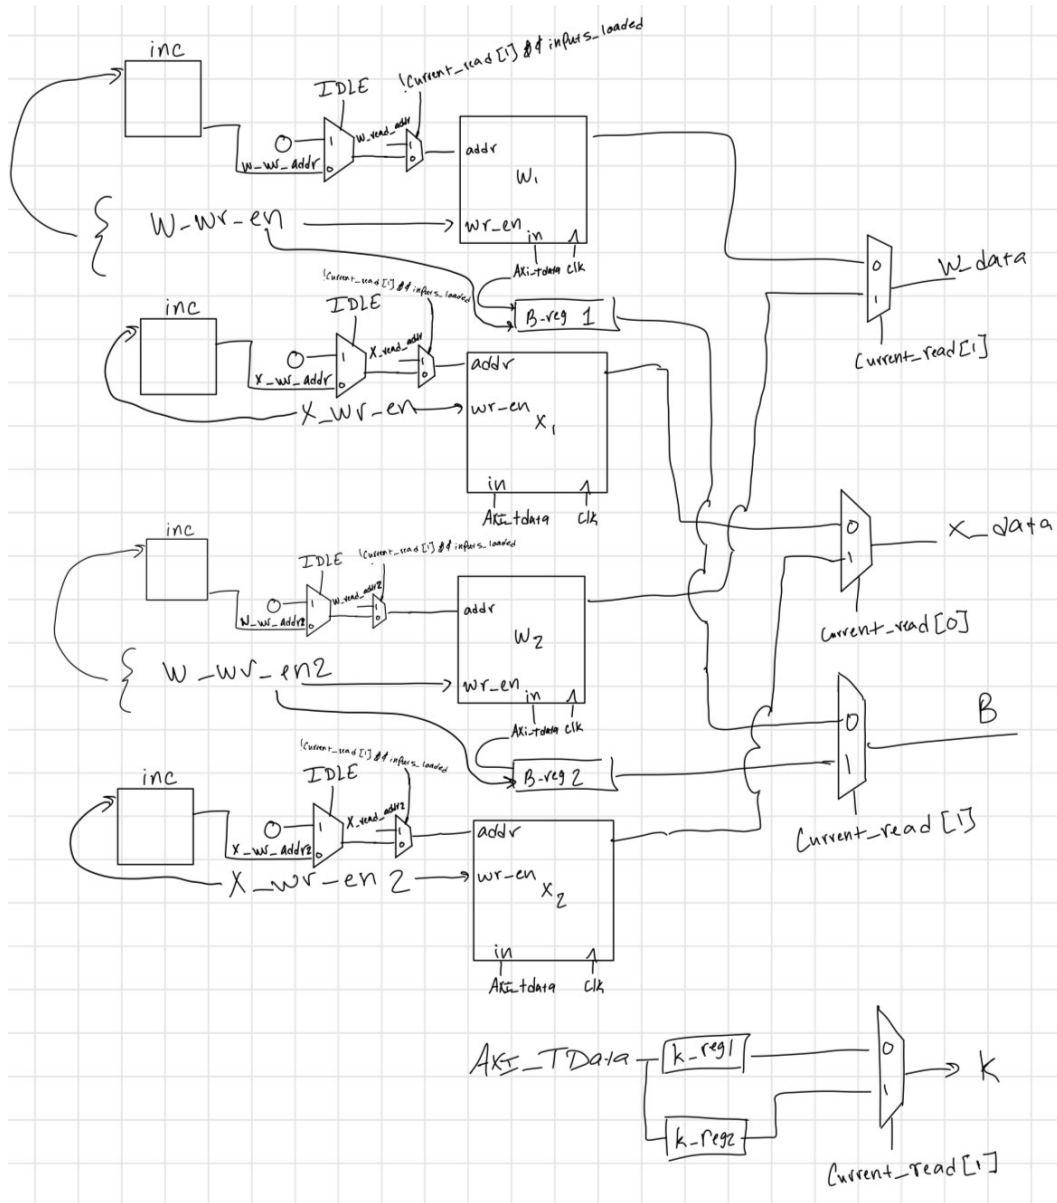 inc
!Current_read[1] && inputs_loaded
IDLE
0
1
0
W_wr_addr
W_read_addr
1
0
addr
W1
wr_en
in
AXi_tdata
clk
W_wr_en
B_reg 1
0
1
W_data
Current_read[1]
inc
!Current_read[1] && inputs_loaded
IDLE
0
1
0
X_wr_addr
X_read_addr
1
0
addr
X_wr_en
wr_en
X1
in
AXI_tdata
clk
0
1
X_data
Current_read[0]
inc
!Current_read[1] && inputs_loaded
IDLE
0
1
0
W_wr_addr2
W_read_addr2
1
0
addr
W2
wr_en
in
AXi_tdata
clk
W_wr_en2
B_reg 2
0
1
B
Current_read[1]
inc
!Current_read[1] && inputs_loaded
IDLE
0
1
0
X_wr_addr2
X_read_addr2
1
0
addr
X_wr_en 2
wr_en
X2
in
AXI_tdata
clk
AXI_TData
k_reg1
k_reg2
0
1
K
Current_read[1]